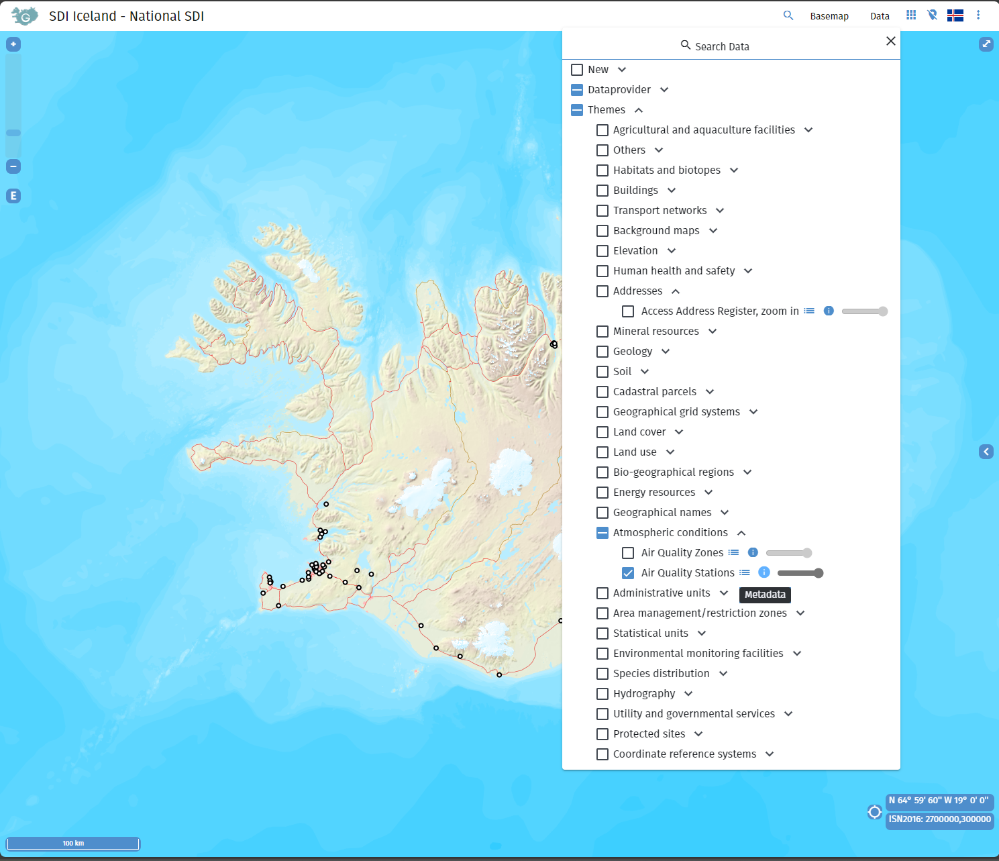 G
SDI Iceland - National SDI
Basemap
Data
Search Data
New
Dataprovider
Themes
Agricultural and aquaculture facilities
Others
Habitats and biotopes
Buildings
Transport networks
Background maps
Elevation
Human health and safety
Addresses
Access Address Register, zoom in
Mineral resources
Geology
Soil
Cadastral parcels
Geographical grid systems
Land cover
Land use
Bio-geographical regions
Energy resources
Geographical names
Atmospheric conditions
Air Quality Zones
Air Quality Stations
Administrative units
Metadata
Area management/restriction zones
Statistical units
Environmental monitoring facilities
Species distribution
Hydrography
Utility and governmental services
Protected sites
Coordinate reference systems
E
N 64° 59' 60" W 19° 0' 0"
ISN2016: 2700000,300000
100 km